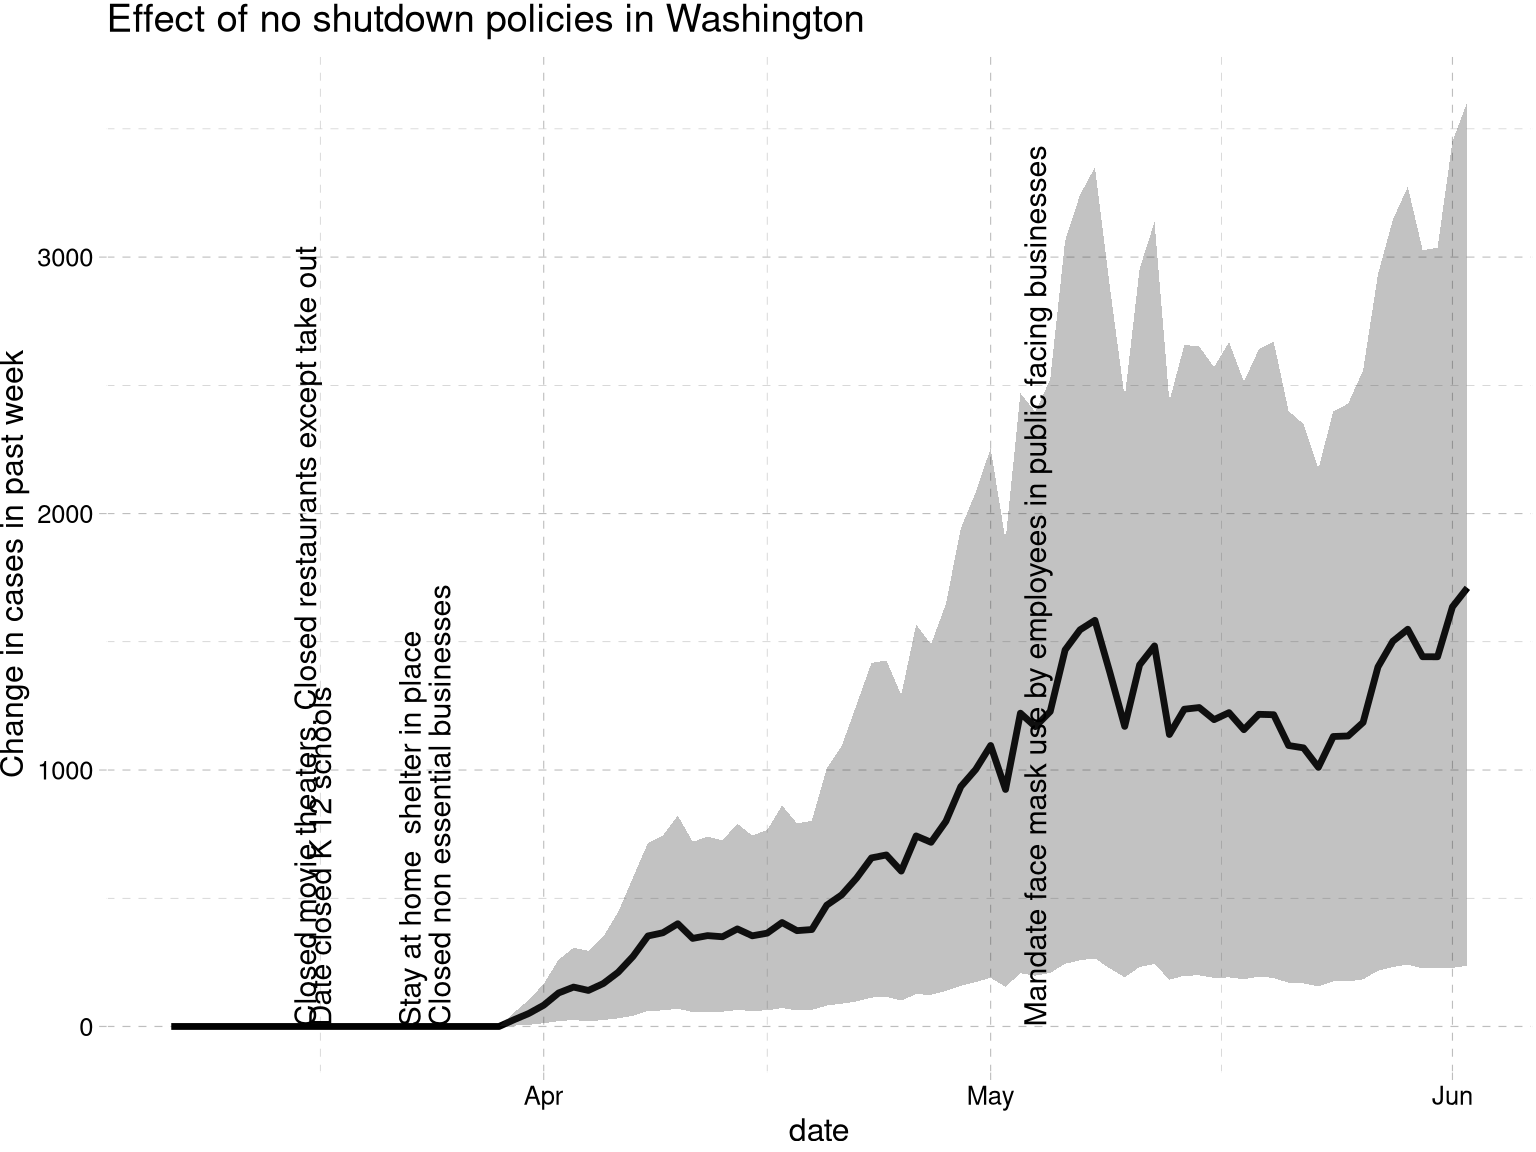 Effect of no shutdown policies in Washington
Change in cases in past week
3000
2000
1000
0
Closed movie theaters, Closed restaurants except take out
Date closed K 12 schools
Stay at home  shelter in place
Closed non essential businesses
Mandate face mask use by employees in public facing businesses
Apr
May
Jun
date